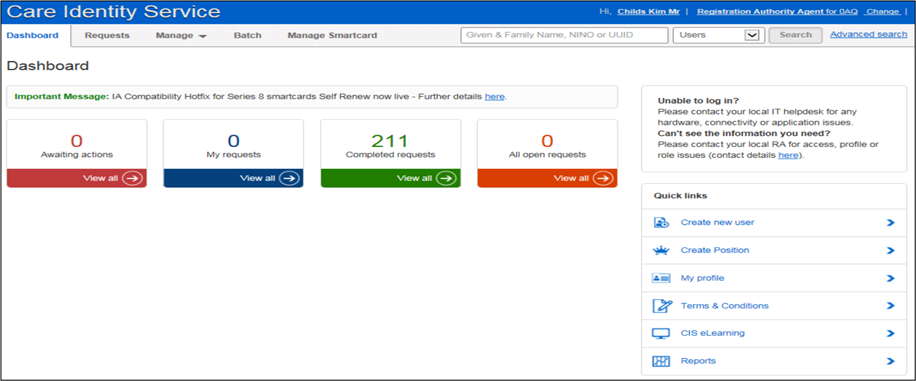 Care Identity Service
Hi, Childs Kim Mr | Registration Authority Agent for 0AQ Change |
Dashboard Requests Manage Batch Manage Smartcard Given & Family Name, NINO or UUID Users Search Advanced search
Dashboard
Important Message: IA Compatibility Hotfix for Series 8 smartcards Self Renew now live - Further details here.
0
Awaiting actions
View all
0
My requests
View all
211
Completed requests
View all
0
All open requests
View all
Unable to log in?
Please contact your local IT helpdesk for any
hardware, connectivity or application issues.
Can't see the information you need?
Please contact your local RA for access, profile or
role issues (contact details here).
Quick links
Create new user
Create Position
My profile
Terms & Conditions
CIS eLearning
Reports